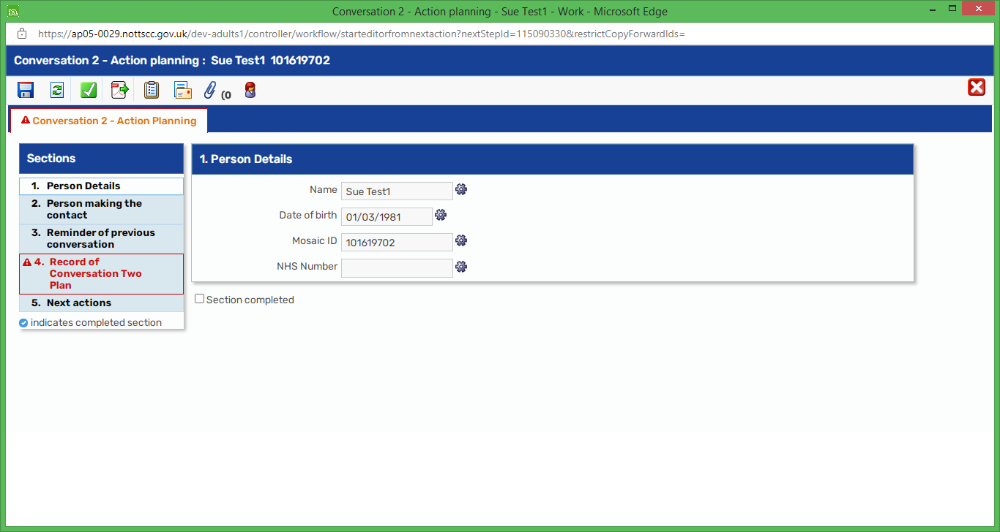 Conversation 2 - Action planning - Sue Test1 - Work - Microsoft Edge
https://ap05-0029.nottscc.gov.uk/dev-adults1/controller/workflow/starteditorfromnextaction?nextStepId=115090330&restrictCopyForwardIds=
Conversation 2 - Action planning : Sue Test1 101619702
(0
Conversation 2 - Action Planning
Sections
1. Person Details
2. Person making the
contact
3. Reminder of previous
conversation
4. Record of
Conversation Two
Plan
5. Next actions
indicates completed section
1. Person Details
Name Sue Test1
Date of birth 01/03/1981
Mosaic ID 101619702
NHS Number
Section completed